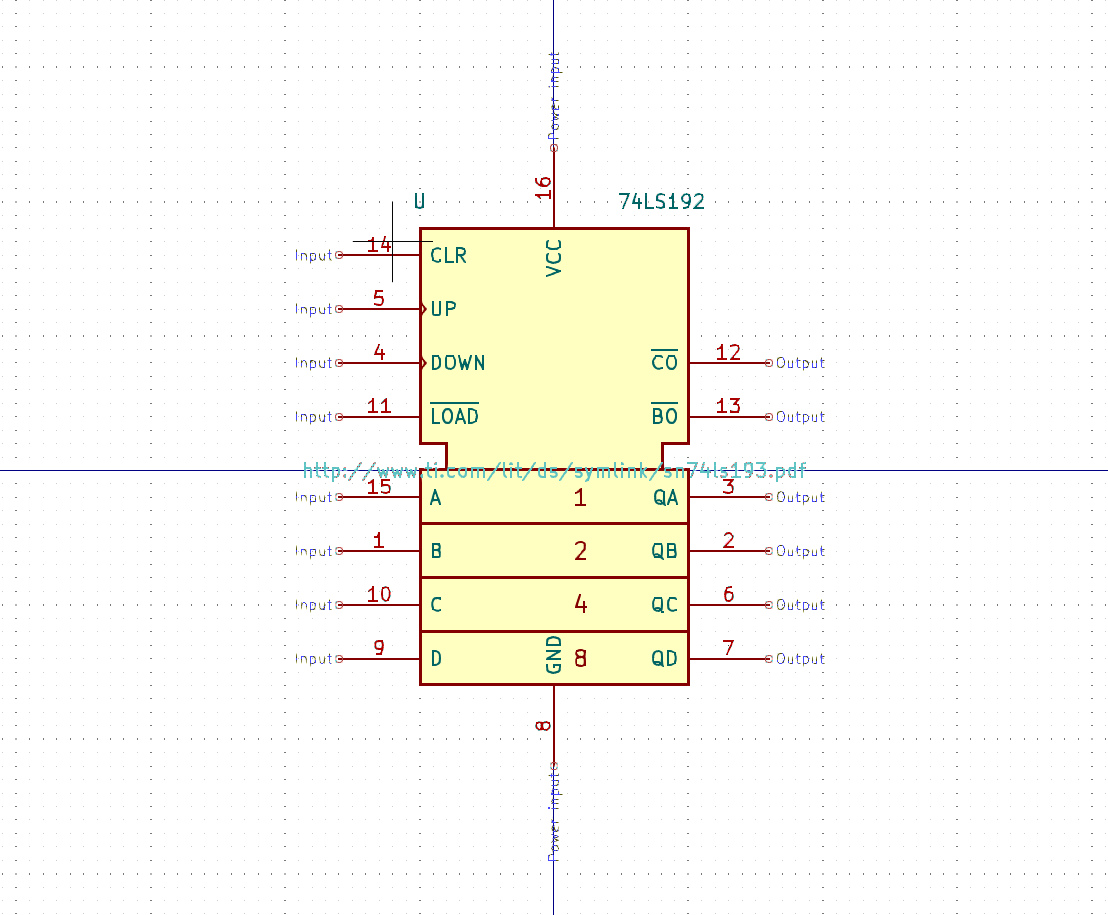 Power input
16
U 74LS192
Input 14 CLR VCC
Input 5 UP
Input 4 DOWN CO 12 Output
Input 11 LOAD BO 13 Output
http://www.ti.com/lit/ds/symlink/sn74ls193.pdf
Input 15 A 1 QA 3 Output
Input 1 B 2 QB 2 Output
Input 10 C 4 QC 6 Output
Input 9 D GND 8 QD 7 Output
8
Power input